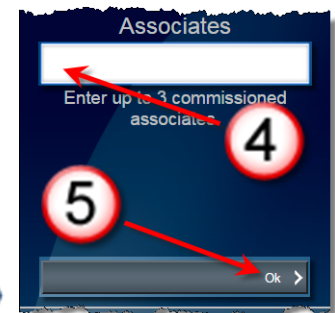 Associates
Enter up to 3 commissioned
associates
4
5
Ok